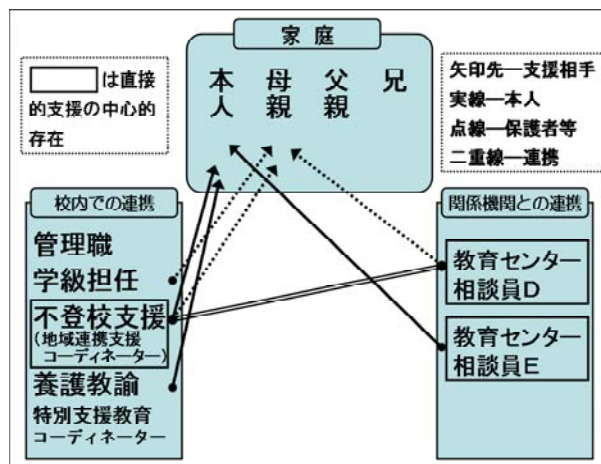 家庭
本人 母親 父親 兄
は直接
的支援の中心的
存在
矢印先―支援相手
実線―本人
点線―保護者等
二重線―連携
校内での連携
管理職
学級担任
不登校支援
(地域連携支援
コーディネーター)
養護教諭
特別支援教育
コーディネーター
関係機関との連携
教育センター
相談員D
教育センター
相談員E